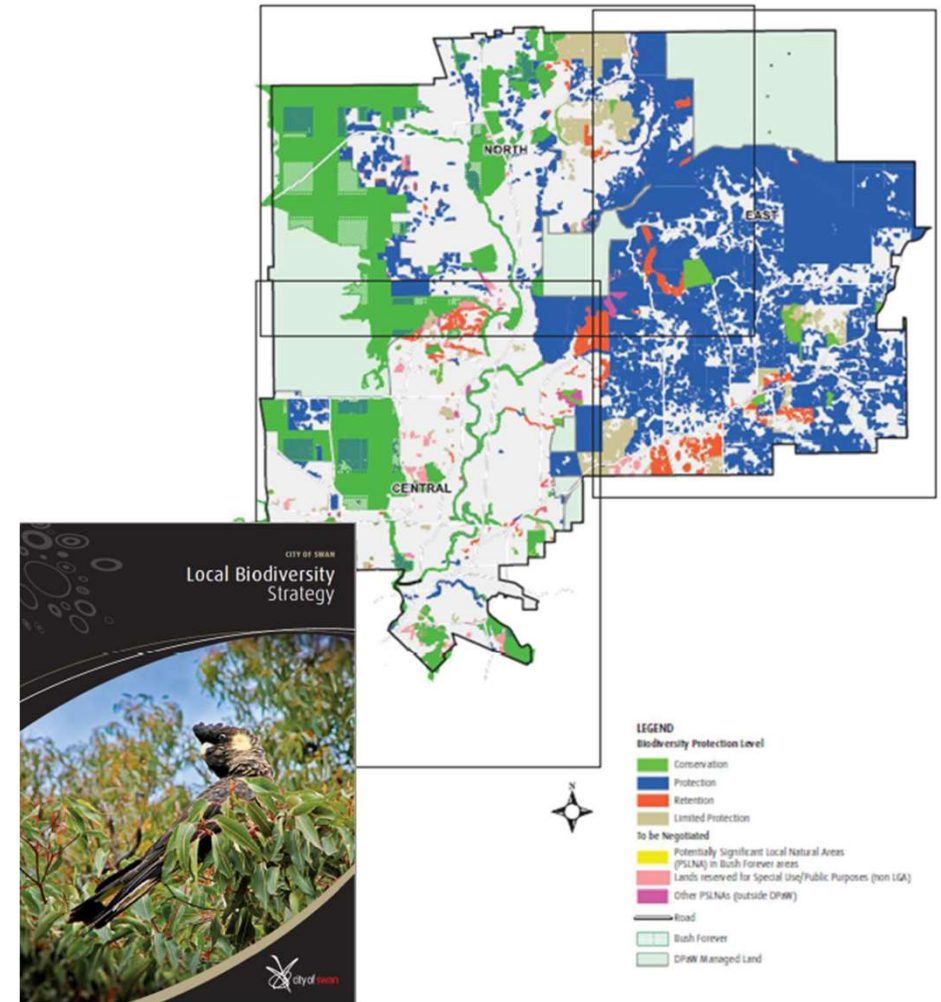 NORTH
EAST
CENTRAL
CITY OF SWAN
Local Biodiversity
Strategy
city of swan
N
LEGEND
Biodiversity Protection Level
Conservation
Protection
Retention
Limited Protection
To be Negotiated
Potentially Significant Local Natural Areas
(PSLNA) in Bush Forever areas
Lands reserved for Special Use/Public Purposes (non LGA)
Other PSLNAs (outside DPaW)
Road
Bush Forever
DPaW Managed Land